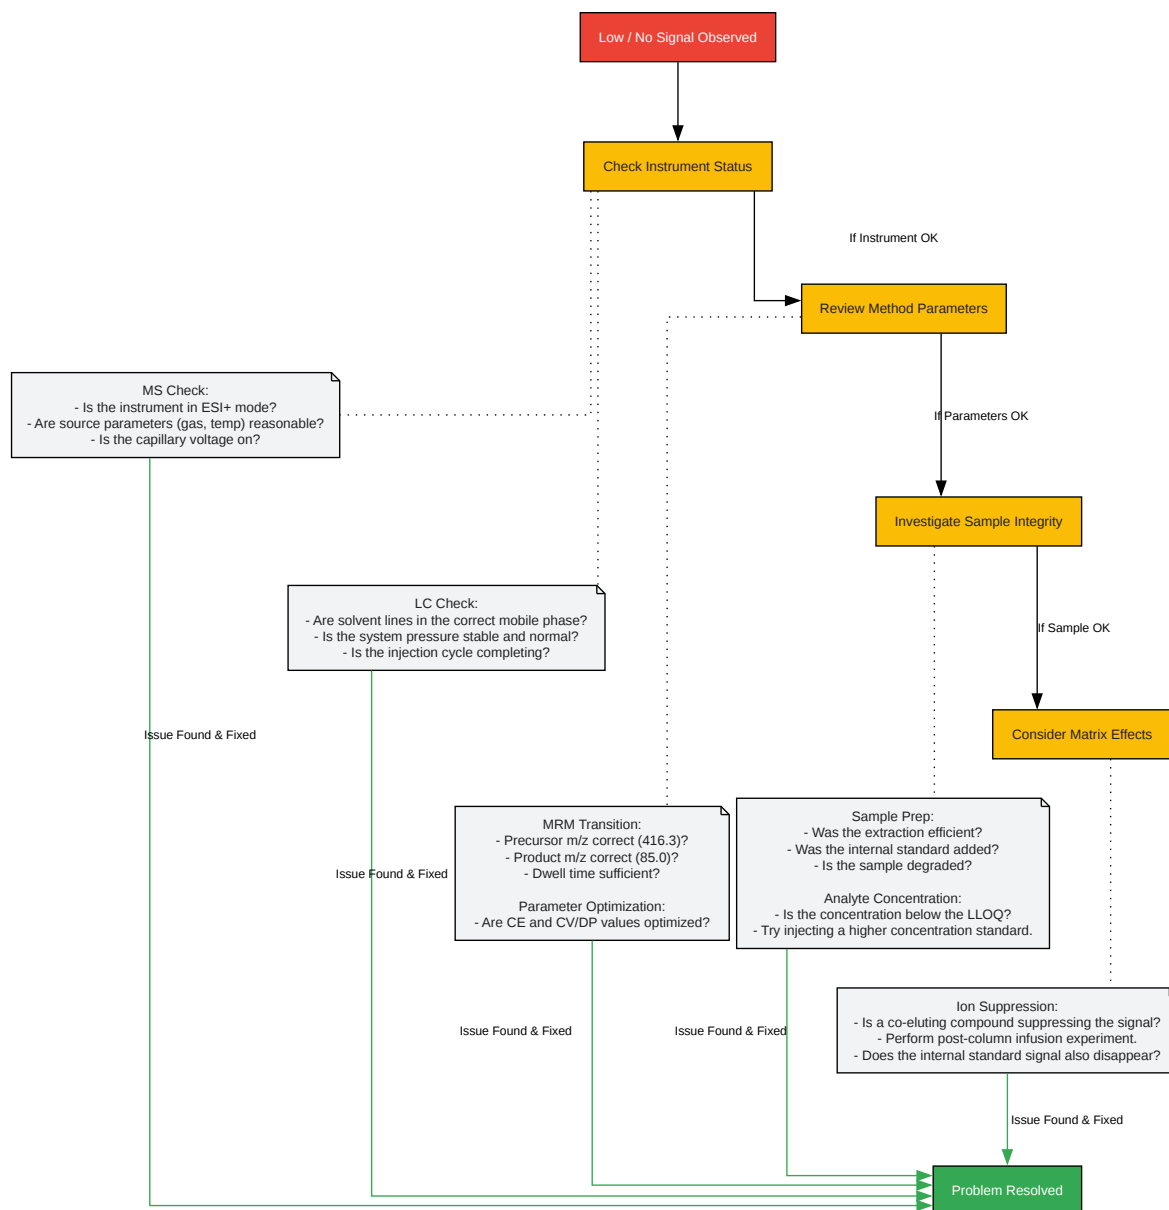 Low / No Signal Observed
Check Instrument Status
If Instrument OK
Review Method Parameters
MS Check:
- Is the instrument in ESI+ mode?
- Are source parameters (gas, temp) reasonable?
- Is the capillary voltage on?
If Parameters OK
Investigate Sample Integrity
LC Check:
- Are solvent lines in the correct mobile phase?
- Is the system pressure stable and normal?
- Is the injection cycle completing?
If Sample OK
Issue Found & Fixed
Consider Matrix Effects
MRM Transition:
- Precursor m/z correct (416.3)?
- Product m/z correct (85.0)?
- Dwell time sufficient?
Parameter Optimization:
- Are CE and CV/DP values optimized?
Sample Prep:
- Was the extraction efficient?
- Was the internal standard added?
- Is the sample degraded?
Analyte Concentration:
- Is the concentration below the LLOQ?
- Try injecting a higher concentration standard.
Issue Found & Fixed
Ion Suppression:
- Is a co-eluting compound suppressing the signal?
- Perform post-column infusion experiment.
- Does the internal standard signal also disappear?
Issue Found & Fixed
Issue Found & Fixed
Issue Found & Fixed
Problem Resolved